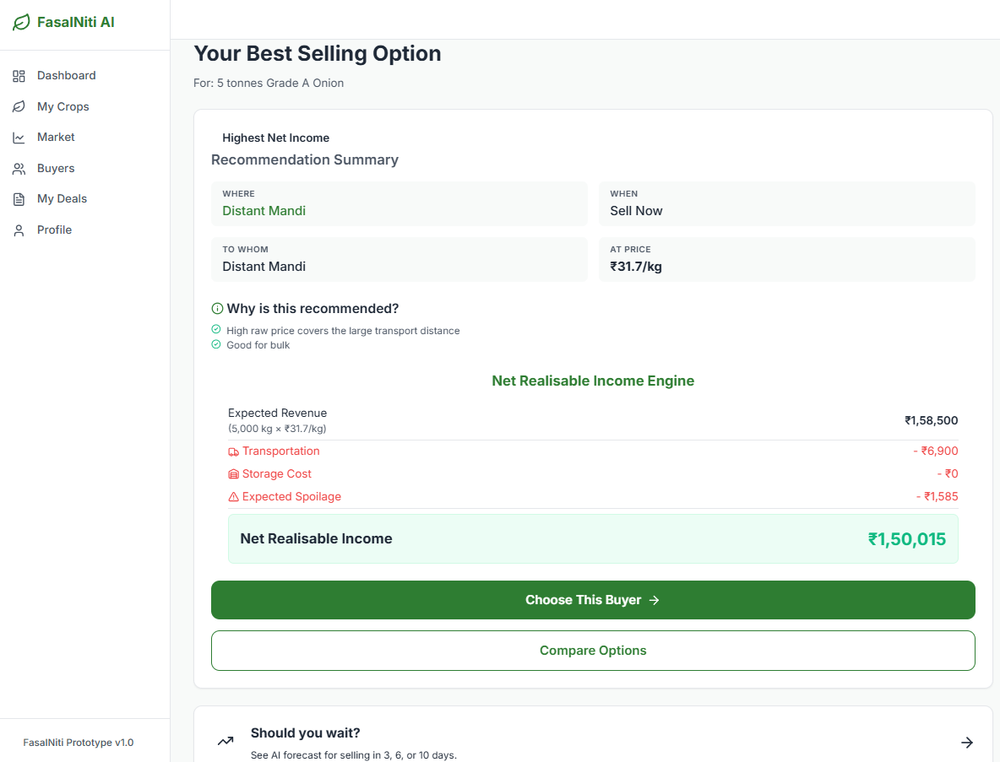 FasalNiti AI
Dashboard
My Crops
Market
Buyers
My Deals
Profile
FasalNiti Prototype v1.0
Your Best Selling Option
For: 5 tonnes Grade A Onion
Highest Net Income
Recommendation Summary
WHERE
Distant Mandi
WHEN
Sell Now
TO WHOM
Distant Mandi
AT PRICE
₹31.7/kg
Why is this recommended?
High raw price covers the large transport distance
Good for bulk
Net Realisable Income Engine
Expected Revenue
(5,000 kg × ₹31.7/kg)
₹1,58,500
Transportation
- ₹6,900
Storage Cost
- ₹0
Expected Spoilage
- ₹1,585
Net Realisable Income
₹1,50,015
Choose This Buyer →
Compare Options
Should you wait?
See AI forecast for selling in 3, 6, or 10 days.